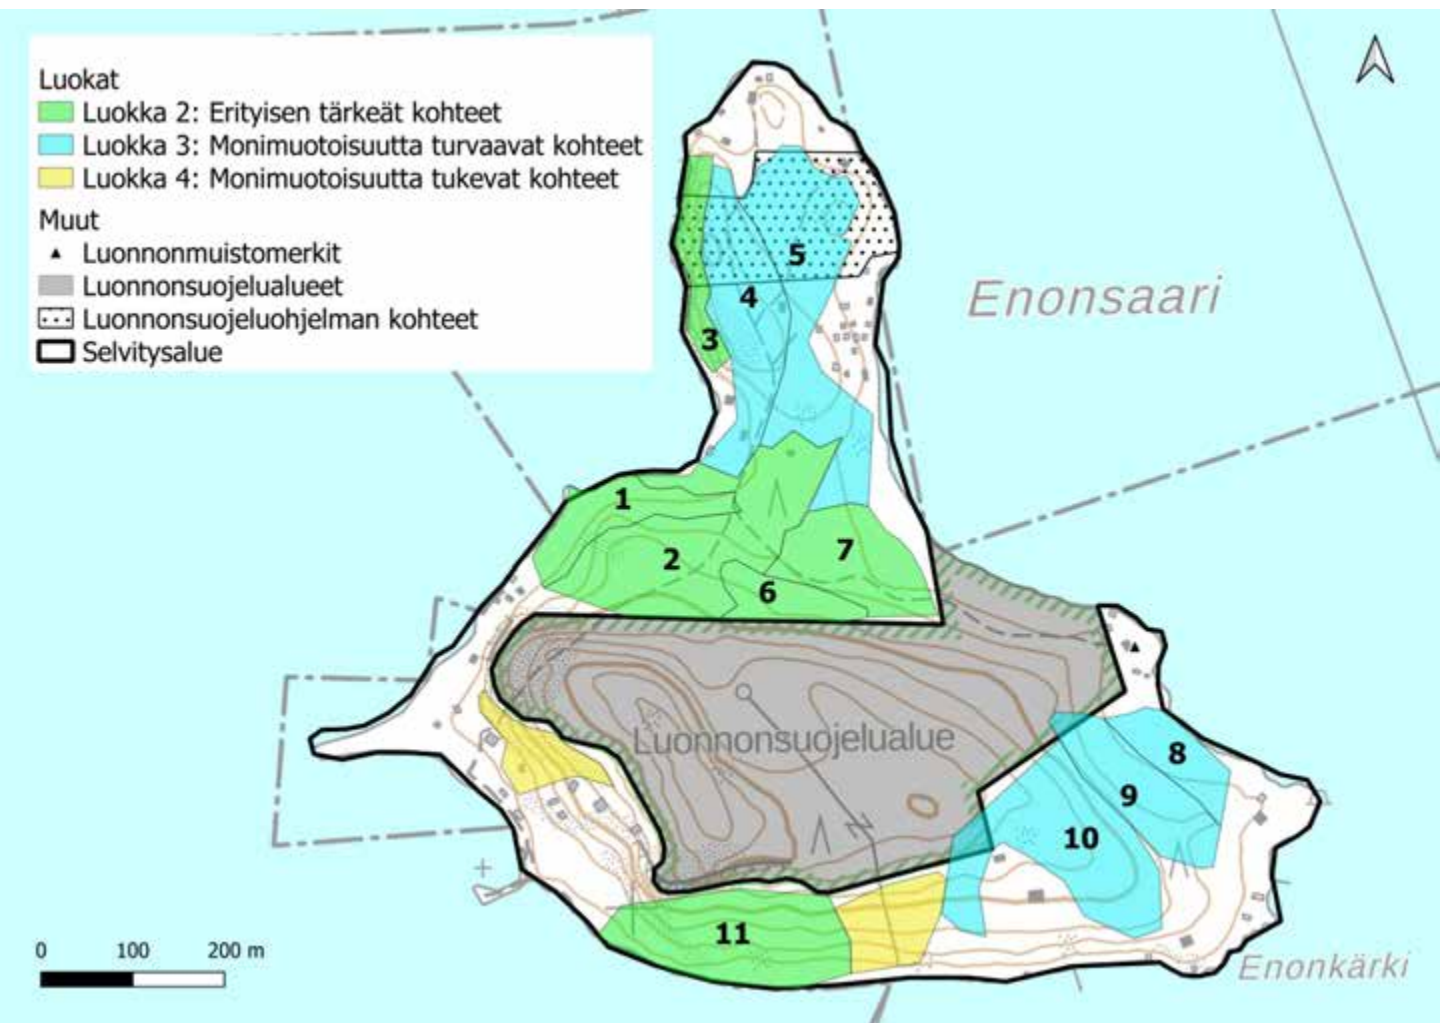 Luokat
Luokka 2: Erityisen tärkeät kohteet
Luokka 3: Monimuotoisuutta turvaavat kohteet
Luokka 4: Monimuotoisuutta tukevat kohteet
Muut
Luonnonmuistomerkit
Luonnonsuojelualueet
Luonnonsuojeluohjelman kohteet
Selvitysalue
5
Enonsaari
4
3
1
7
2
6
Luonnonsuojelualue
8
9
10
11
0 100 200 m
Enonkärki